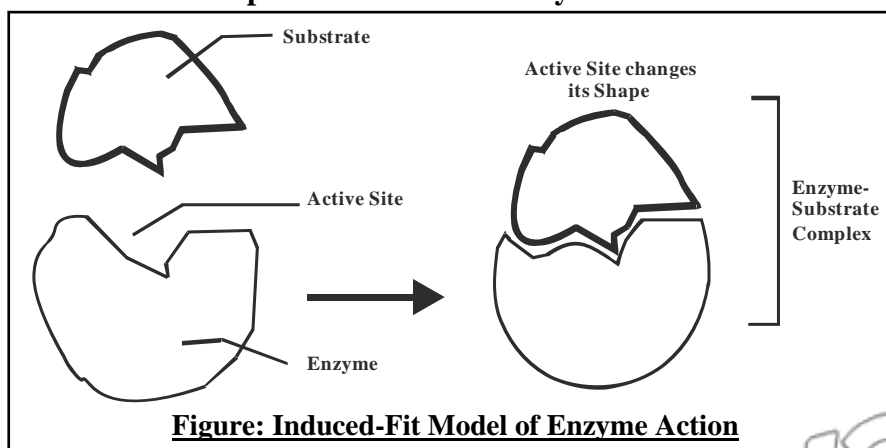 Substrate
Active Site changes
its Shape
Active Site
Enzyme-
Substrate
Complex
Enzyme
Figure: Induced-Fit Model of Enzyme Action